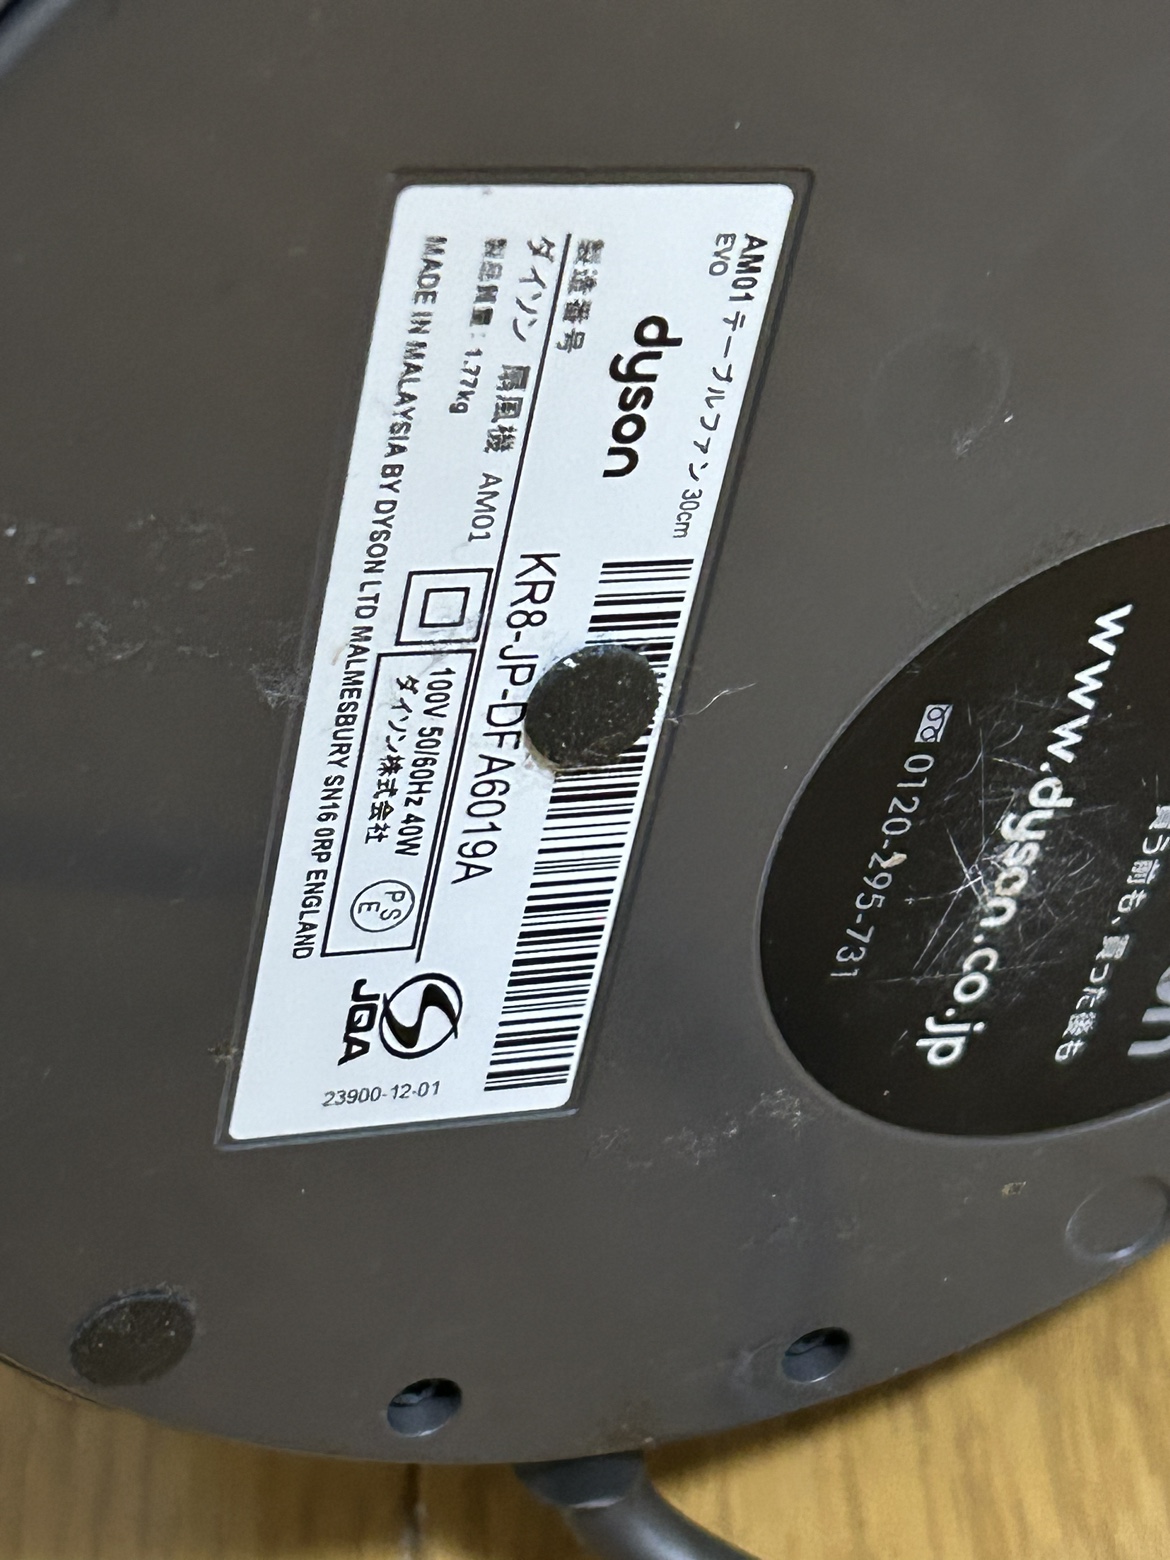 AM01 テーブルファン 30cm
EVO
dyson
製造番号
KR8-JP-DFA6019A
ダイソン 扇風機 AM01
製品質量: 1.77kg
100V 50/60Hz 40W
ダイソン株式会社
PS
E
MADE IN MALAYSIA BY DYSON LTD MALMESBURY SN16 0RP ENGLAND
JQA
23900-12-01
買う前も、買った後も
www.dyson.co.jp
0120-295-731